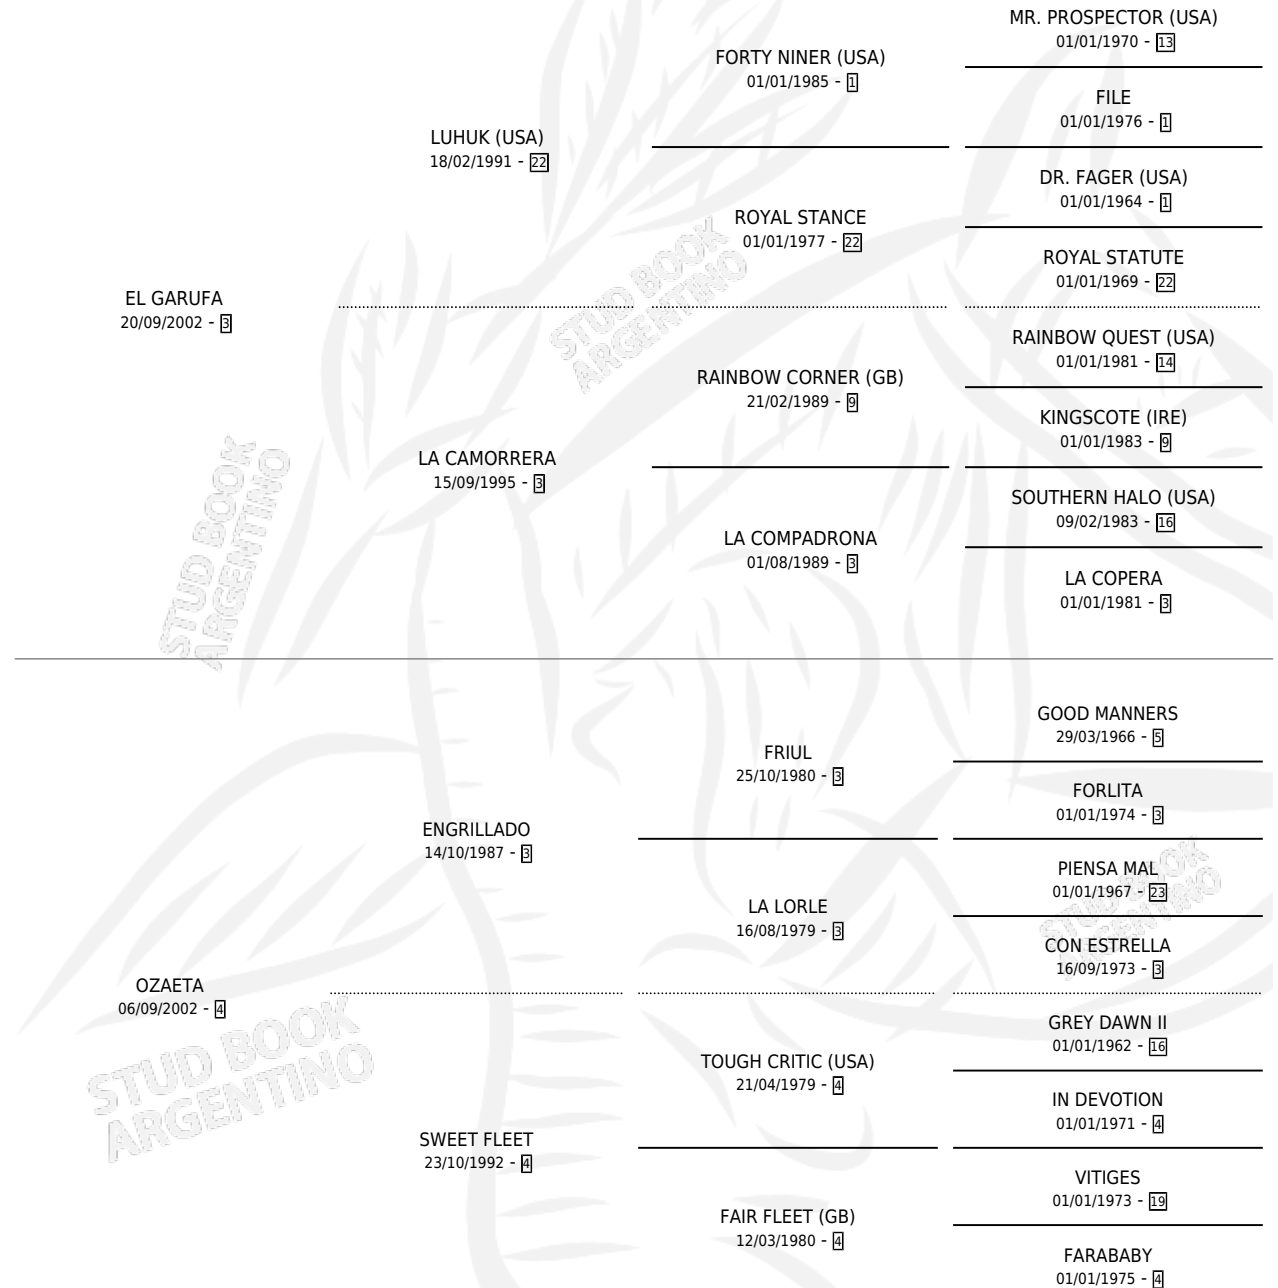 MR. PROSPECTOR (USA)
01/01/1970 - 13
FORTY NINER (USA)
01/01/1985 - 1
FILE
01/01/1976 - 1
LUHUK (USA)
18/02/1991 - 22
DR. FAGER (USA)
01/01/1964 - 1
ROYAL STANCE
01/01/1977 - 22
ROYAL STATUTE
01/01/1969 - 22
EL GARUFA
20/09/2002 - 3
RAINBOW QUEST (USA)
01/01/1981 - 14
RAINBOW CORNER (GB)
21/02/1989 - 9
KINGSCOTE (IRE)
01/01/1983 - 9
LA CAMORRERA
15/09/1995 - 3
SOUTHERN HALO (USA)
09/02/1983 - 16
LA COMPADRONA
01/08/1989 - 3
LA COPERA
01/01/1981 - 3
STUD BOOK
ARGENTINO
STUD BOOK
ARGENTINO
GOOD MANNERS
29/03/1966 - 5
FRIUL
25/10/1980 - 3
FORLITA
01/01/1974 - 3
ENGRILLADO
14/10/1987 - 3
PIENSA MAL
01/01/1967 - 23
LA LORLE
16/08/1979 - 3
CON ESTRELLA
16/09/1973 - 3
STUD BOOK
ARGENTINO
OZAETA
06/09/2002 - 4
GREY DAWN II
01/01/1962 - 16
TOUGH CRITIC (USA)
21/04/1979 - 4
IN DEVOTION
01/01/1971 - 4
STUD BOOK
ARGENTINO
SWEET FLEET
23/10/1992 - 4
VITIGES
01/01/1973 - 19
FAIR FLEET (GB)
12/03/1980 - 4
FARABABY
01/01/1975 - 4